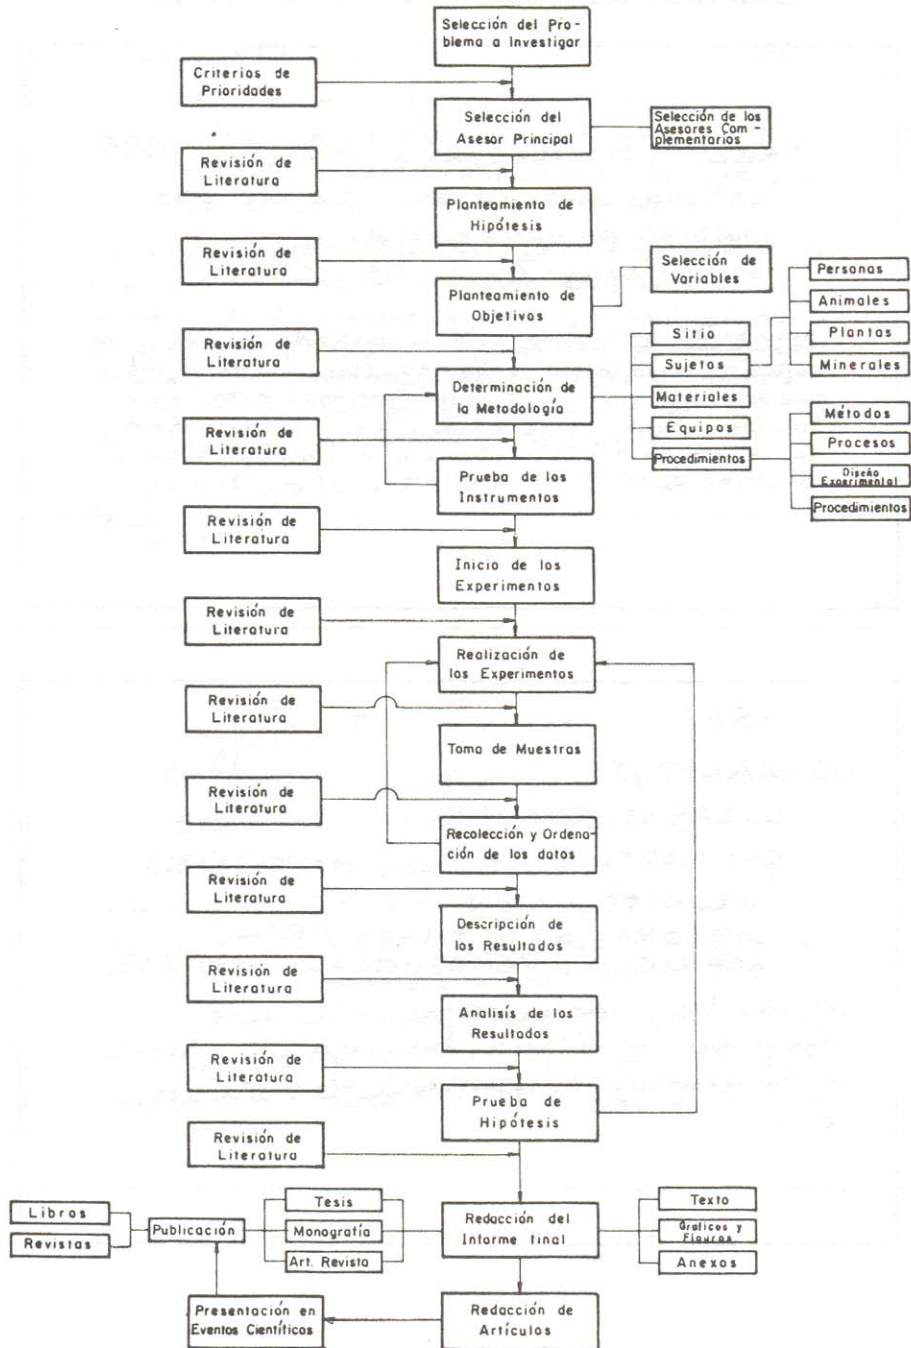 Selección del Pro-
blema a Investigar
Criterios de
Prioridades
Selección del
Asesor Principal
Selección de los
Asesores Com-
plementarios
Revisión de
Literatura
Planteamiento de
Hipótesis
Revisión de
Literatura
Selección de
Variables
Planteamiento de
Objetivos
Personas
Animales
Plantas
Minerales
Revisión de
Literatura
Sitio
Sujetos
Materiales
Equipos
Procedimientos
Determinación de
la Metodología
Métodos
Procesos
Diseño
Experimental
Procedimientos
Revisión de
Literatura
Prueba de los
Instrumentos
Revisión de
Literatura
Inicio de los
Experimentos
Revisión de
Literatura
Realización de
los Experimentos
Revisión de
Literatura
Toma de Muestras
Revisión de
Literatura
Recolección y Ordena-
ción de los datos
Revisión de
Literatura
Descripción de
los Resultados
Revisión de
Literatura
Analisis de los
Resultados
Revisión de
Literatura
Prueba de
Hipótesis
Revisión de
Literatura
Libros
Revistas
Publicación
Tesis
Monografía
Art. Revista
Redacción del
Informe final
Texto
Gráficos y
Figuras
Anexos
Presentación en
Eventos Científicos
Redacción de
Artículos